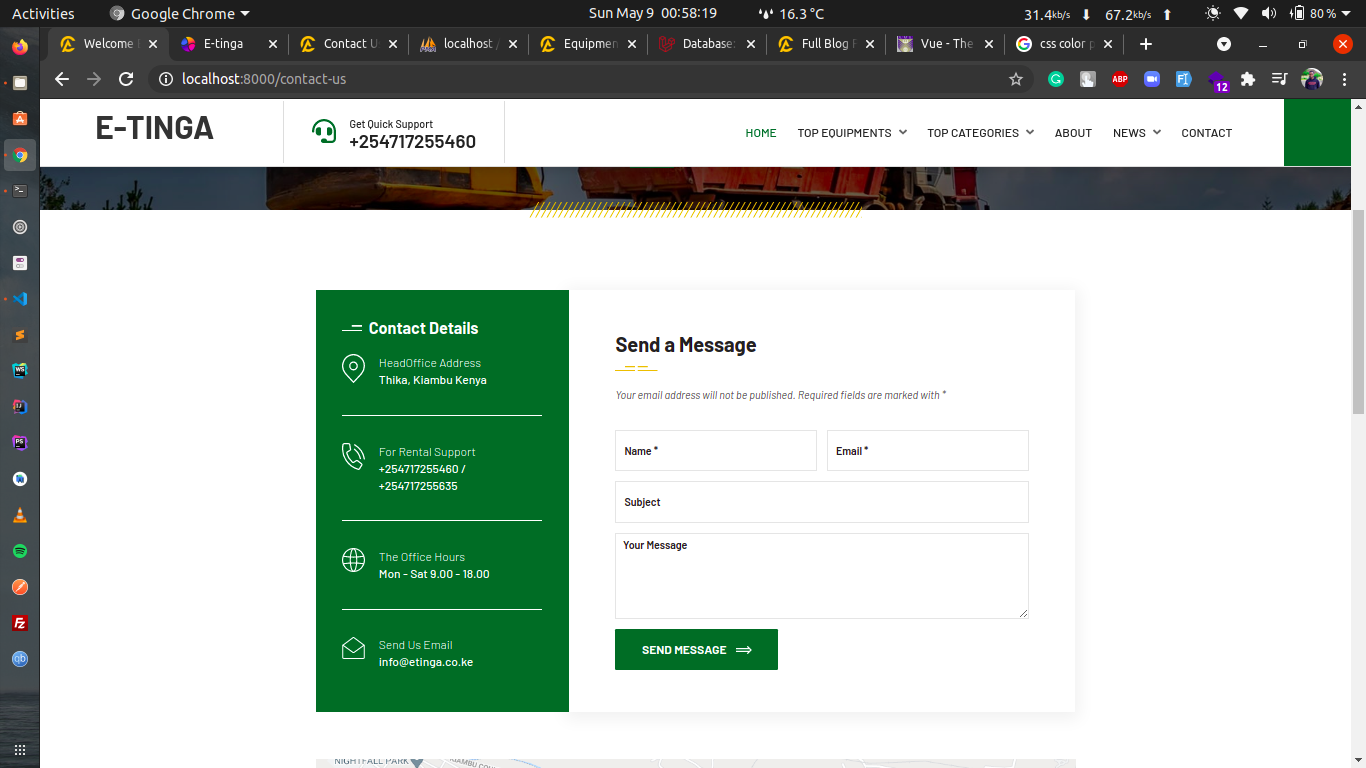 Activities Google Chrome Sun May 9 00:58:19 16.3 °C 31.4kb/s 67.2kb/s 80 %
Welcome E-tinga Contact U localhost / Equipmen Database: Full Blog Vue - The css color p
localhost:8000/contact-us ABP 12
E-TINGA
Get Quick Support
+254717255460
HOME TOP EQUIPMENTS TOP CATEGORIES ABOUT NEWS CONTACT
Contact Details
HeadOffice Address
Thika, Kiambu Kenya
For Rental Support
+254717255460 /
+254717255635
The Office Hours
Mon - Sat 9.00 - 18.00
Send Us Email
info@etinga.co.ke
Send a Message
Your email address will not be published. Required fields are marked with *
Name * Email *
Subject
Your Message
SEND MESSAGE
NIGHTFALL PARK